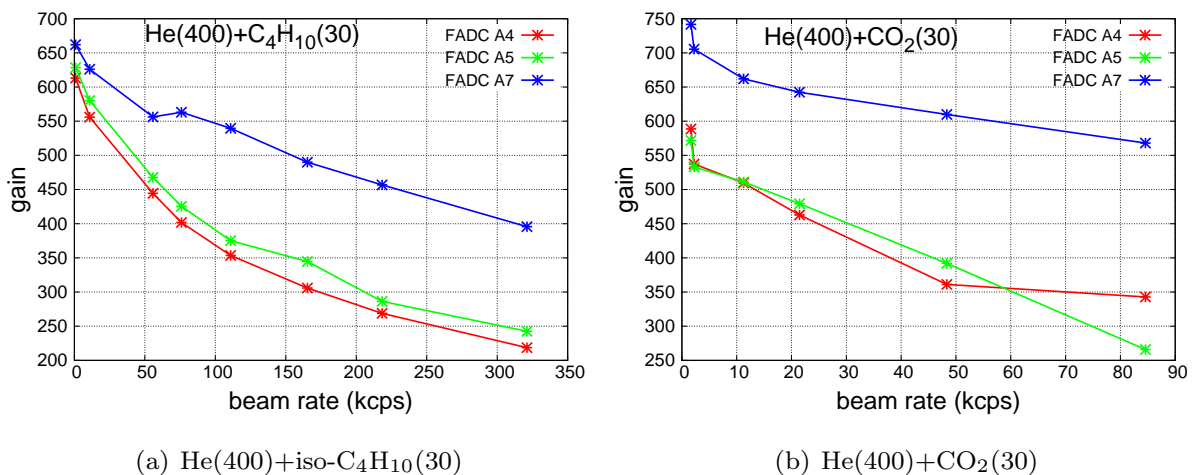 He(400)+C4H10(30)
FADC A4
FADC A5
FADC A7
700
650
600
550
500
450
400
350
300
250
200
gain
0 50 100 150 200 250 300 350
beam rate (kcps)
(a) He(400)+iso-C4H10(30)
He(400)+CO2(30)
FADC A4
FADC A5
FADC A7
750
700
650
600
550
500
450
400
350
300
250
gain
0 10 20 30 40 50 60 70 80 90
beam rate (kcps)
(b) He(400)+CO2(30)